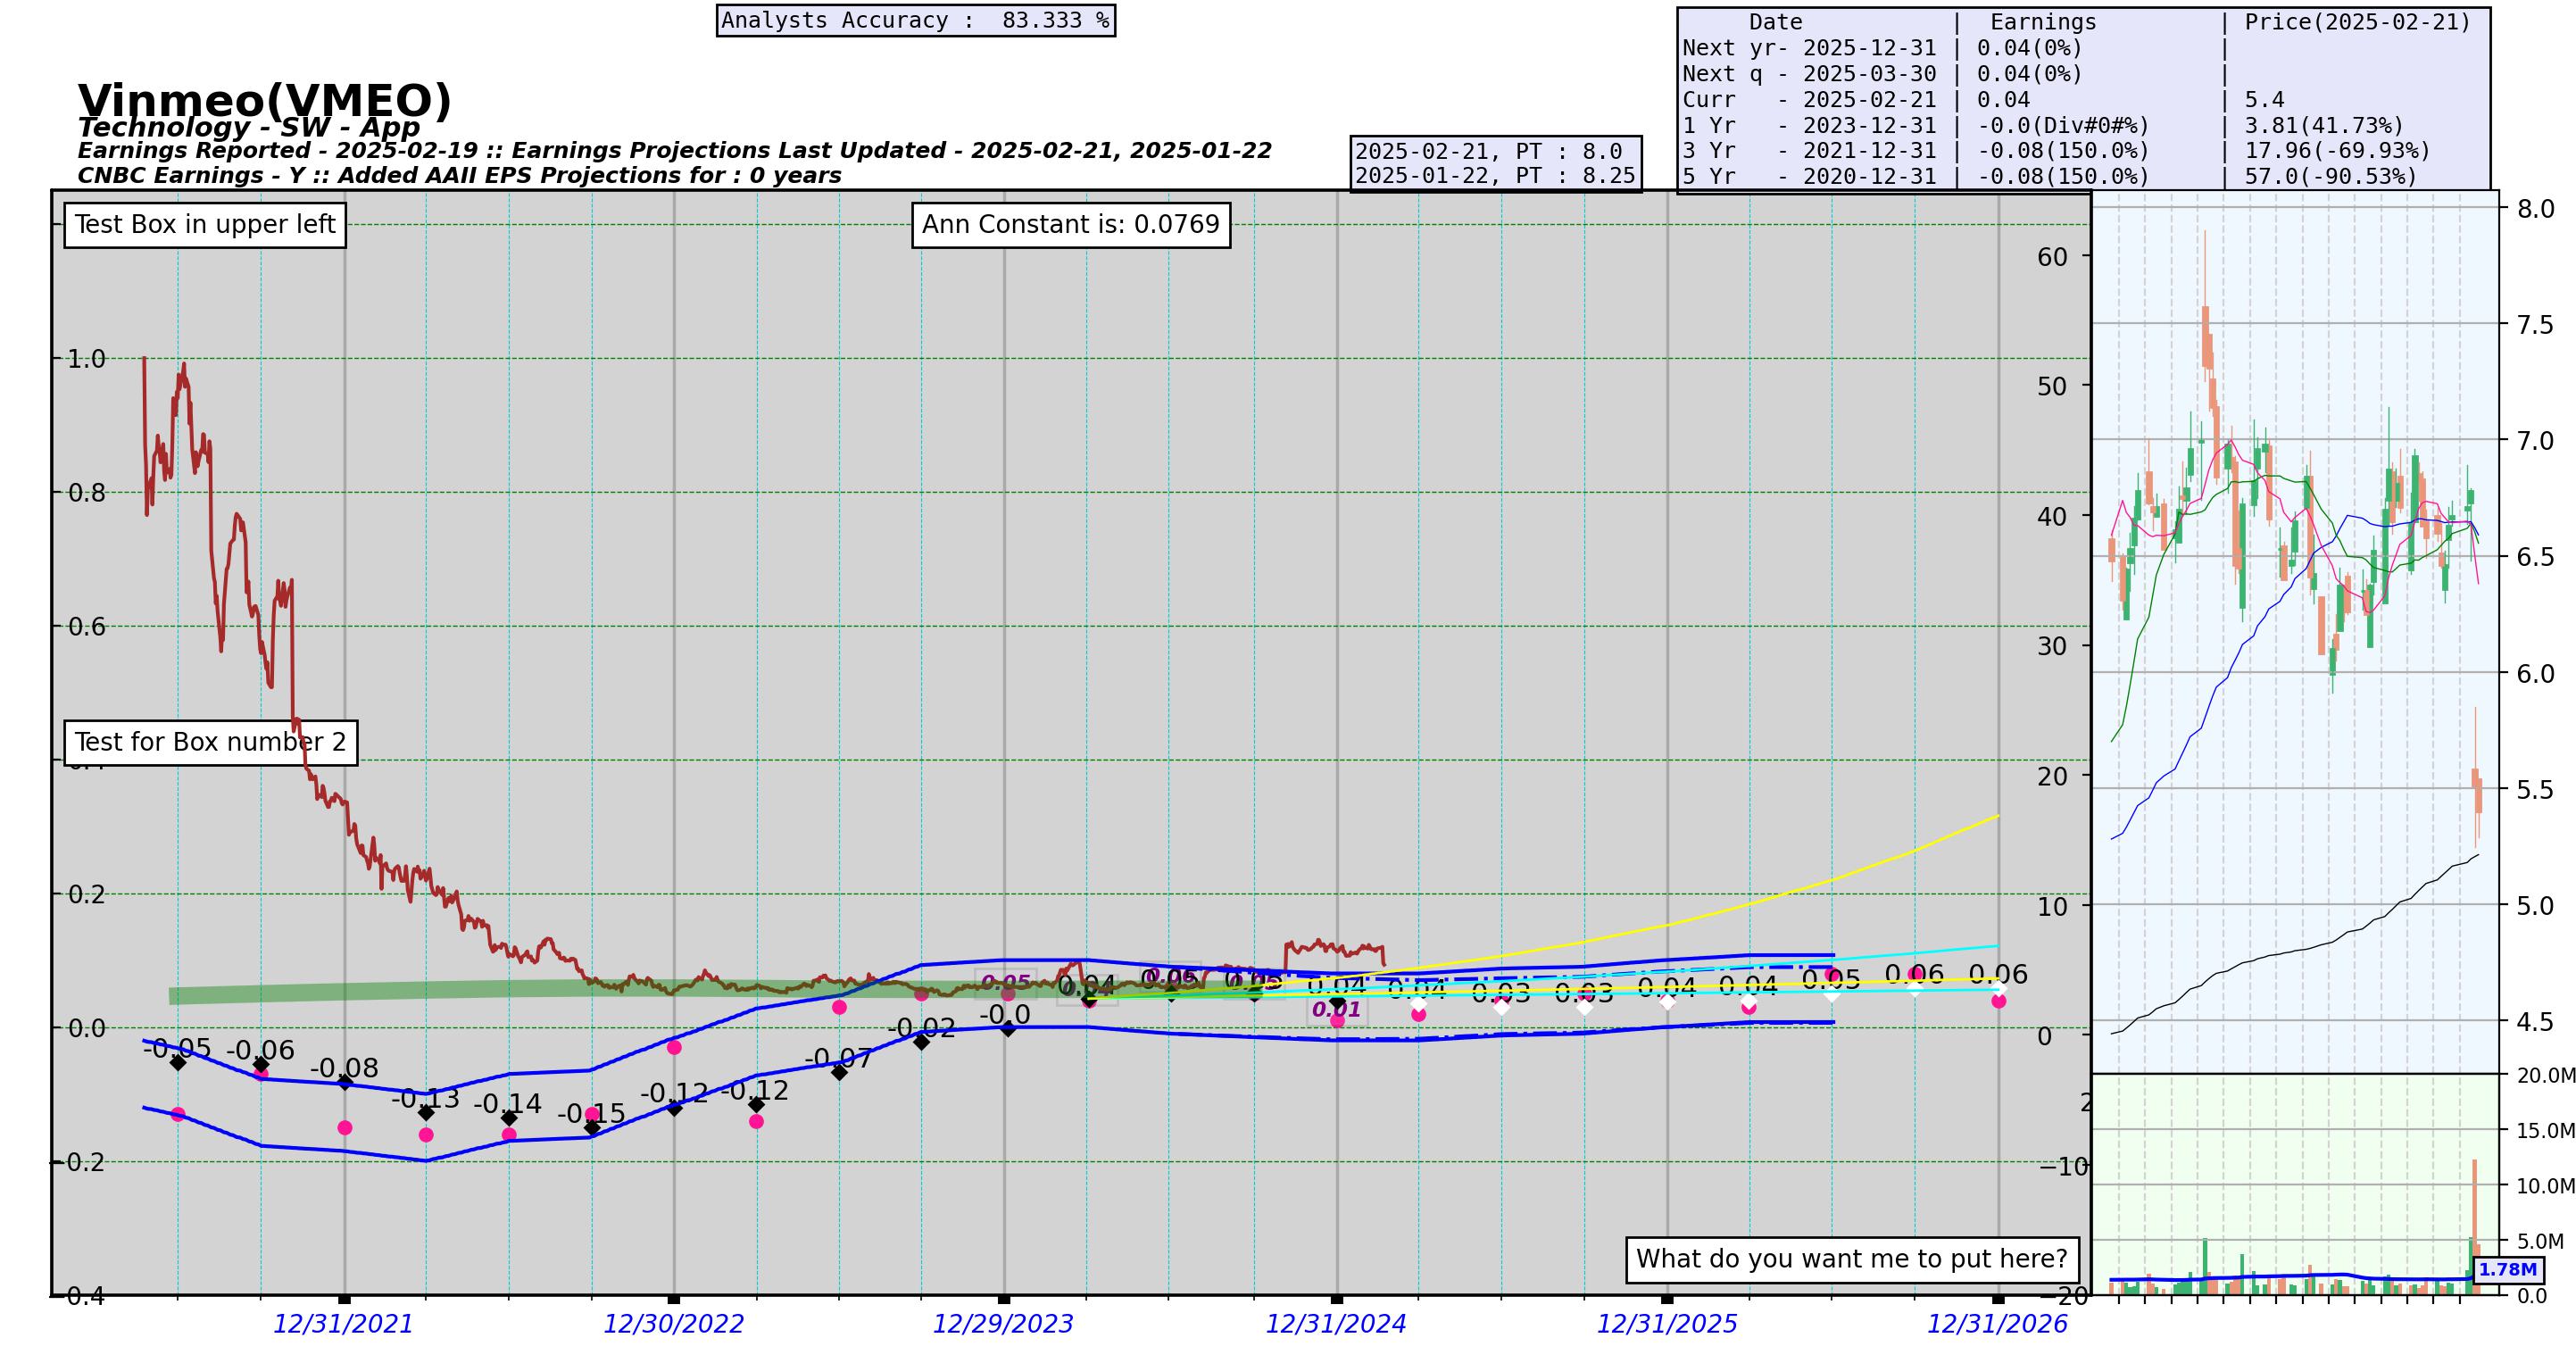 Analysts Accuracy :  83.333 %
Date | Earnings | Price(2025-02-21)
Next yr- 2025-12-31 | 0.04(0%) |
Next q - 2025-03-30 | 0.04(0%) |
Curr - 2025-02-21 | 0.04 | 5.4
1 Yr - 2023-12-31 | -0.0(Div#0#%) | 3.81(41.73%)
3 Yr - 2021-12-31 | -0.08(150.0%) | 17.96(-69.93%)
5 Yr - 2020-12-31 | -0.08(150.0%) | 57.0(-90.53%)
Vinmeo(VMEO)
Technology - SW - App
Earnings Reported - 2025-02-19 :: Earnings Projections Last Updated - 2025-02-21, 2025-01-22
CNBC Earnings - Y :: Added AAII EPS Projections for : 0 years
2025-02-21, PT : 8.0
2025-01-22, PT : 8.25
Test Box in upper left
Ann Constant is: 0.0769
Test for Box number 2
What do you want me to put here?
1.0
0.8
0.6
0.2
0.0
-0.2
-0.4
60
50
40
30
20
10
0
−10
−20
8.0
7.5
7.0
6.5
6.0
5.5
5.0
4.5
20.0M
15.0M
10.0M
5.0M
0.0
1.78M
-0.05 -0.06 -0.08 -0.13 -0.14 -0.15 -0.12 -0.12 -0.07 -0.02 -0.0 0.04 0.05 0.04 0.04 0.03 0.03 0.04 0.04 0.05 0.06 0.06
0.05
0.01
12/31/2021 12/30/2022 12/29/2023 12/31/2024 12/31/2025 12/31/2026